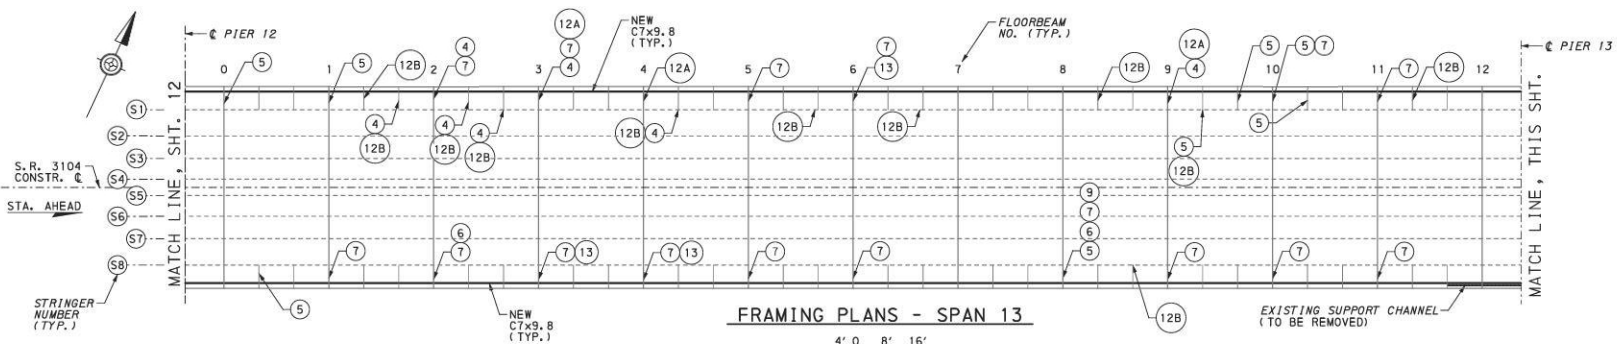 ℄ PIER 12
NEW
C7x9.8
(TYP.)
FLOORBEAM
NO. (TYP.)
℄ PIER 13
12A
7
4
4
7
12A
4
7
13
0
5
1
5
12B
2
3
4
12A
5
7
6
7
8
12B
9
5
10
5 7
11
7
12B
12
S1
S2
S3
S4
S5
S6
S7
S8
4
12B
4
12B
4
12B
12B 4
12B
12B
5
12B
5
S.R. 3104
CONSTR. ℄
STA. AHEAD
MATCH LINE, SHT. 12
MATCH LINE, THIS SHT.
9
7
6
5
7
6
7
7 13
7 13
7
7
7
7
7
STRINGER
NUMBER
(TYP.)
5
NEW
C7x9.8
(TYP.)
12B
EXISTING SUPPORT CHANNEL
(TO BE REMOVED)
FRAMING PLANS - SPAN 13
4' 0 8' 16'